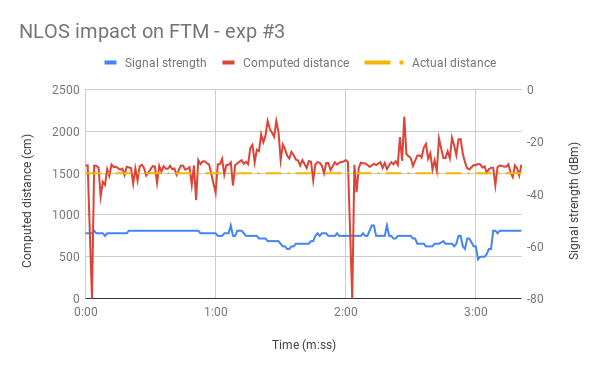 NLOS impact on FTM - exp #3
Signal strength Computed distance Actual distance
2500
2000
1500
1000
500
0
Computed distance (cm)
0
-20
-40
-60
-80
Signal strength (dBm)
0:00 1:00 2:00 3:00
Time (m:ss)